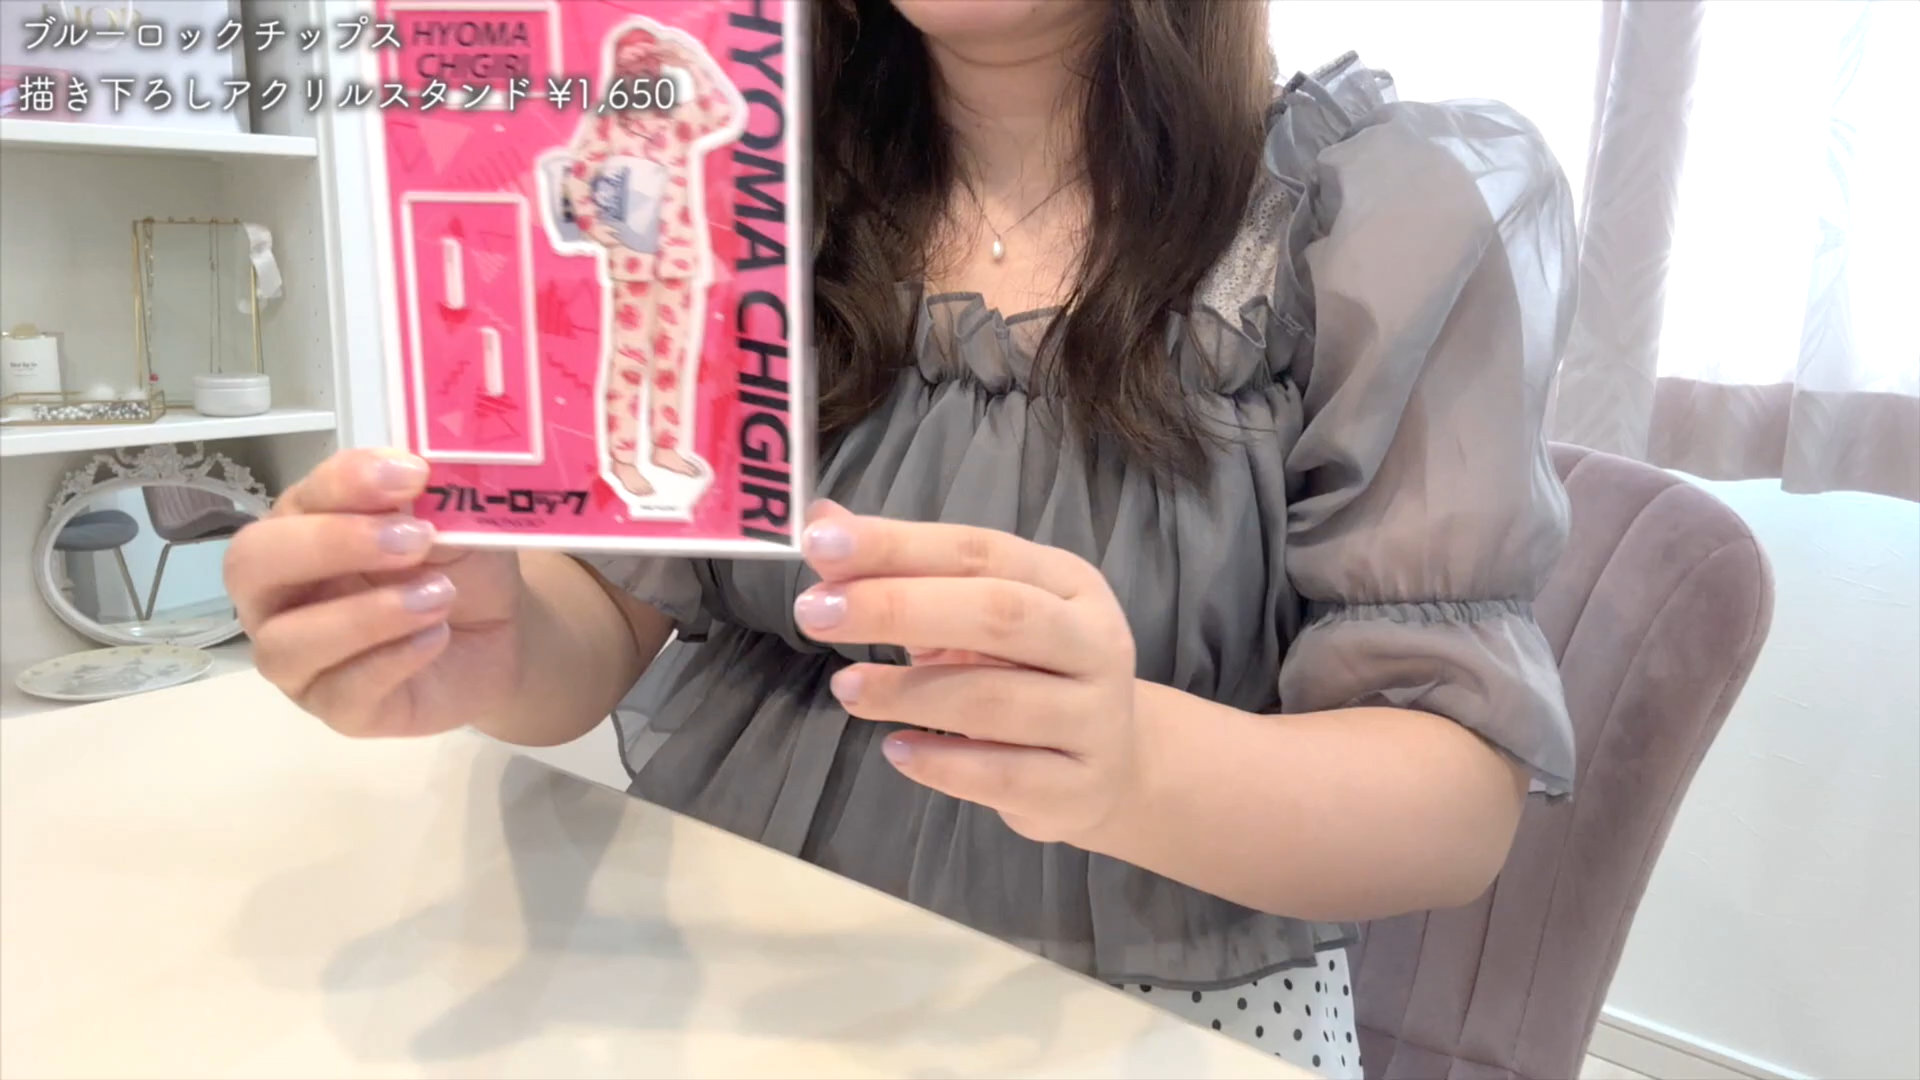 ブルーロックチップス
描き下ろしアクリルスタンド ¥1,650
HYOMA
CHIGIRI
HYOMA CHIGIRI
ブルーロック